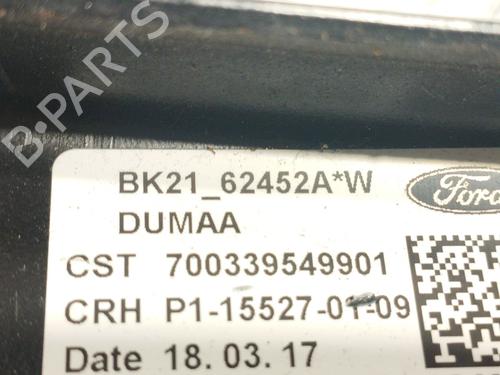 B-PARTS
BK21_62452A*W
Ford
DUMAA
CST 700339549901
CRH P1-15527-01-09
Date 18. 03. 17